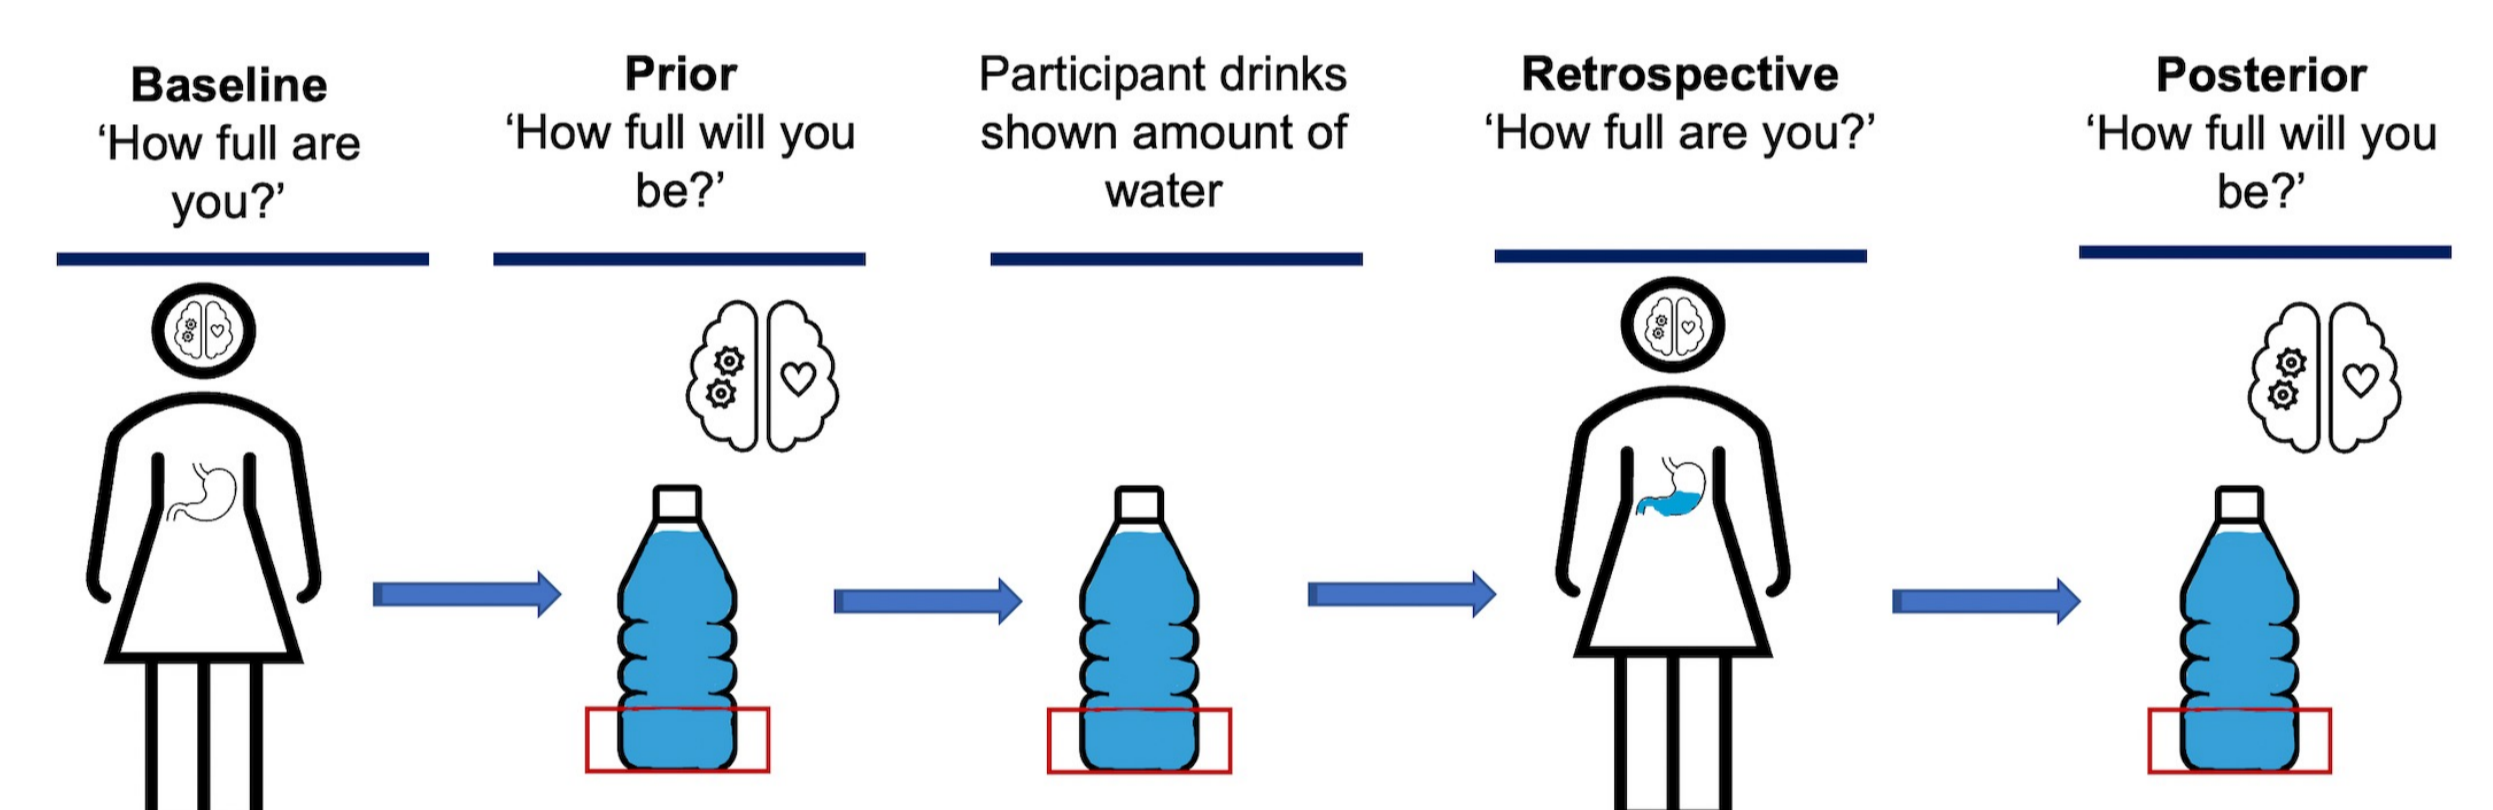 Baseline
‘How full are
you?’
Prior
‘How full will you
be?’
Participant drinks
shown amount of
water
Retrospective
‘How full are you?’
Posterior
‘How full will you
be?’